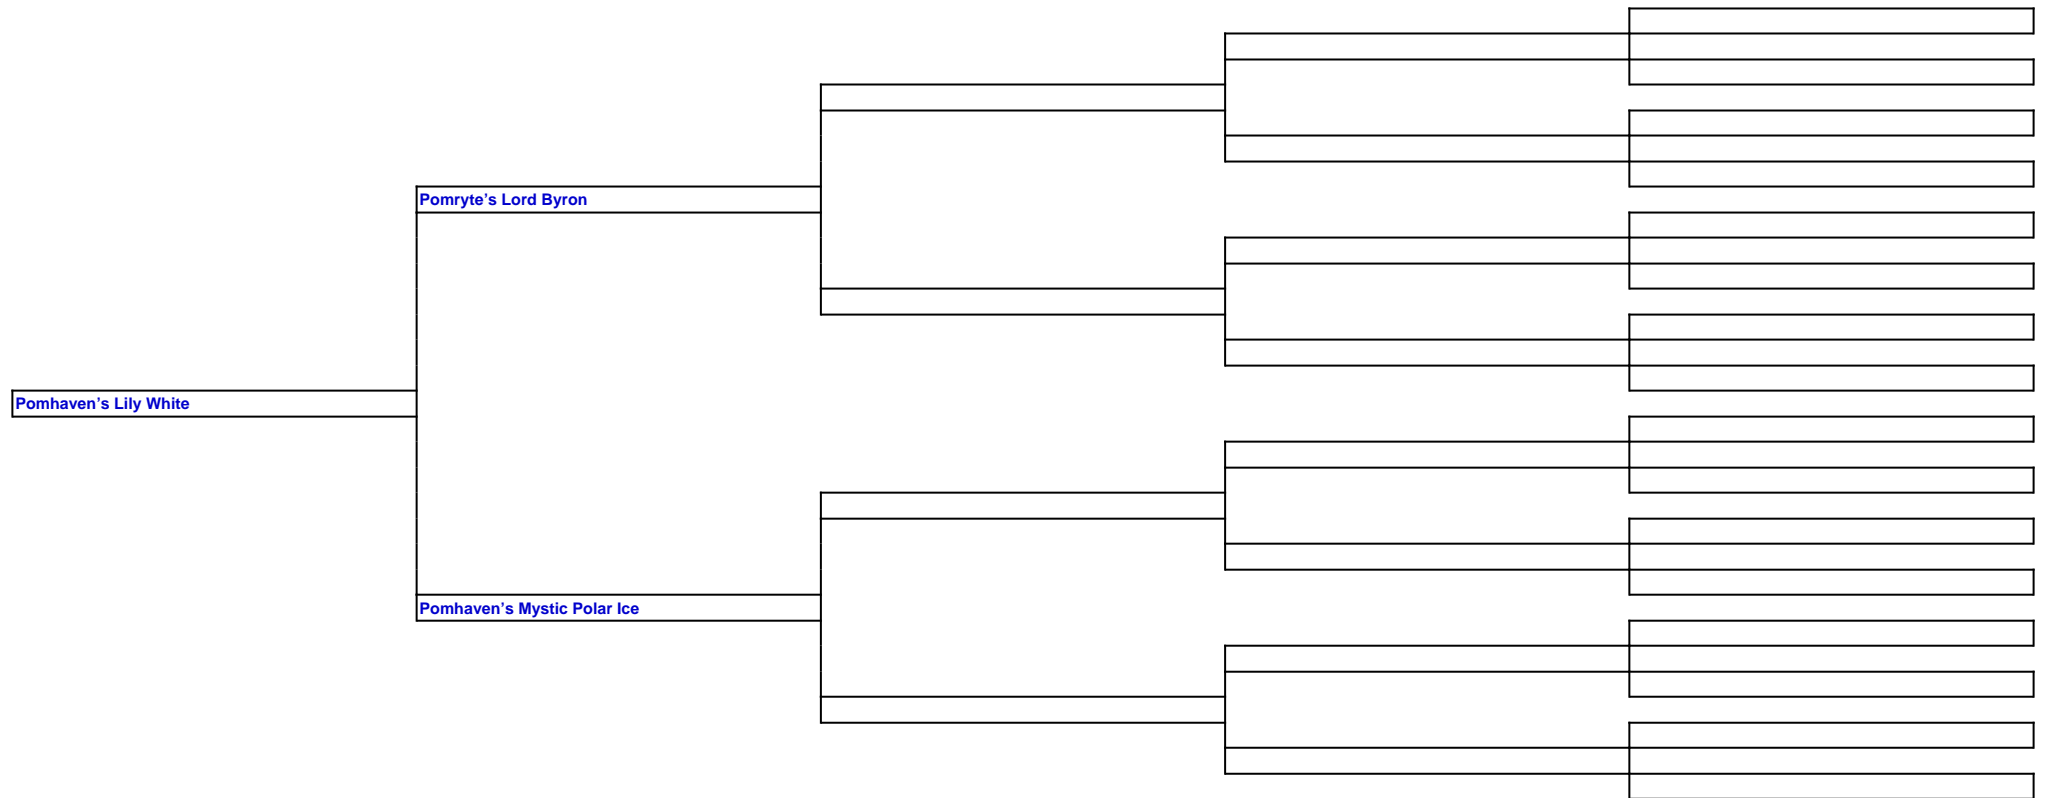 Pomryte’s Lord Byron
Pomhaven’s Lily White
Pomhaven’s Mystic Polar Ice